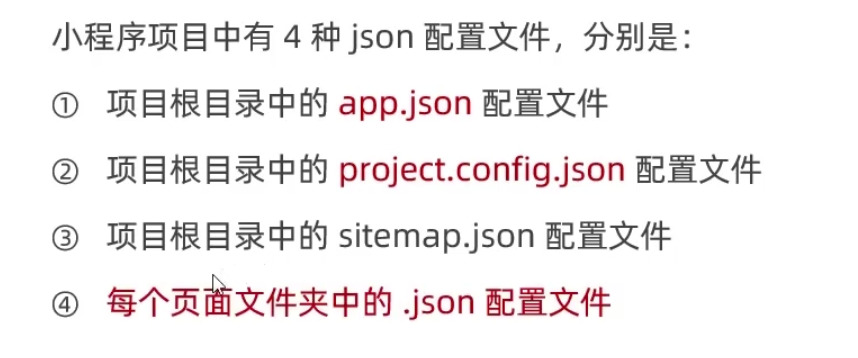 小程序项目中有 4 种 json 配置文件，分别是：
① 项目根目录中的 app.json 配置文件
② 项目根目录中的 project.config.json 配置文件
③ 项目根目录中的 sitemap.json 配置文件
④ 每个页面文件夹中的 .json 配置文件